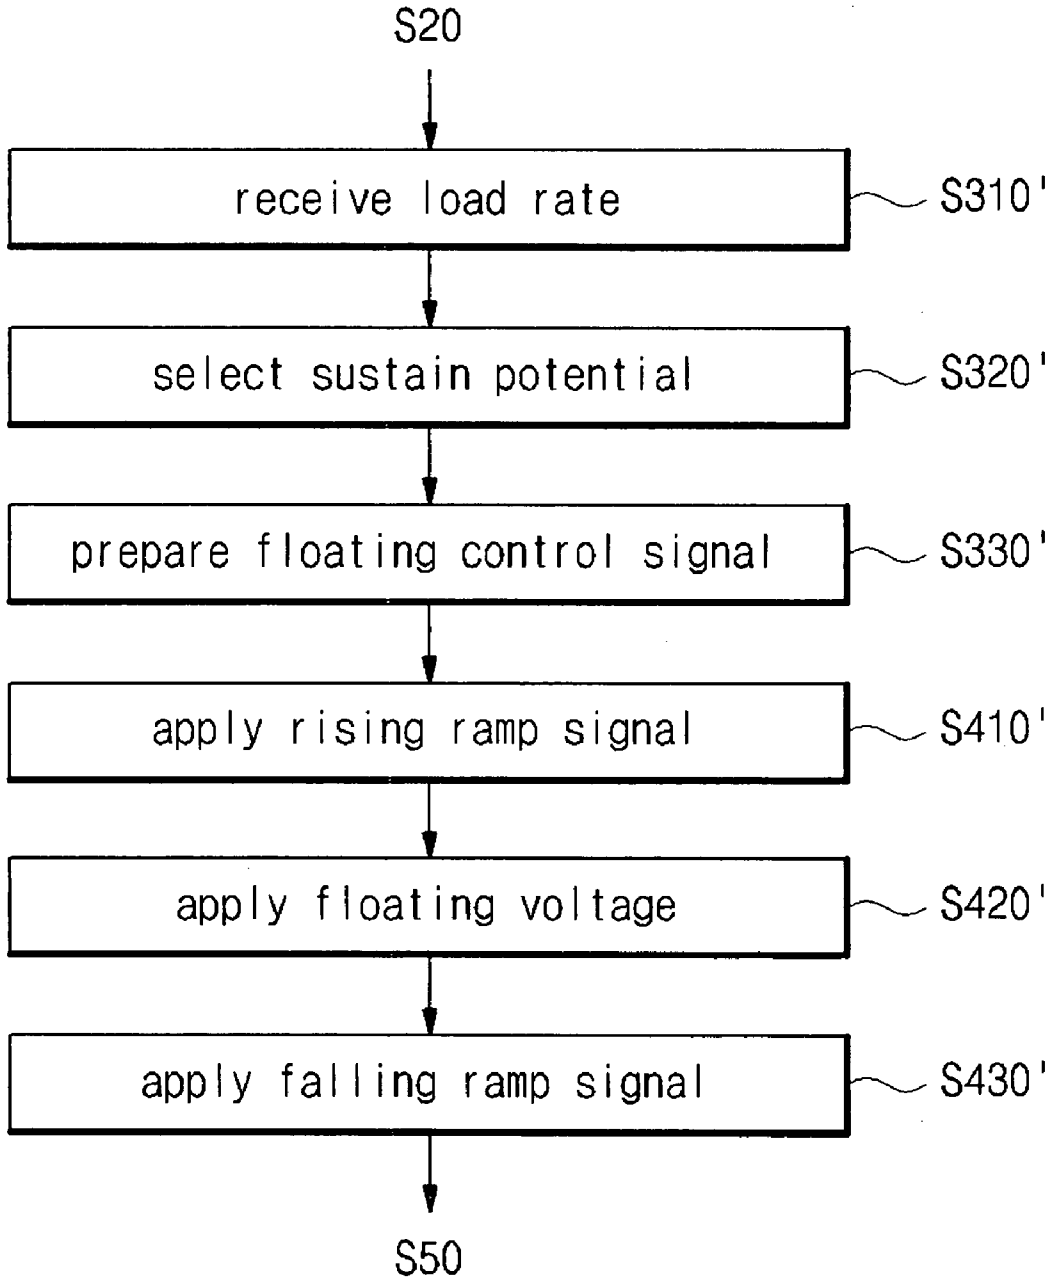 S20
receive load rate
S310'
select sustain potential
S320'
prepare floating control signal
S330'
apply rising ramp signal
S410'
apply floating voltage
S420'
apply falling ramp signal
S430'
S50